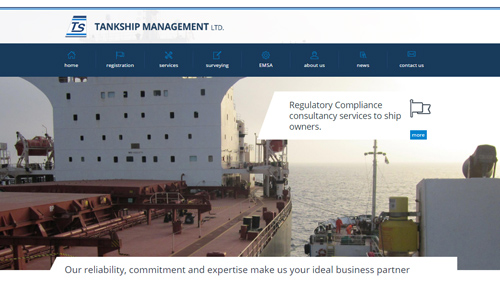 TS TANKSHIP MANAGEMENT LTD.
home registration services surveying EMSA about us news contact us
Regulatory Compliance
consultancy services to ship
owners.
more
Our reliability, commitment and expertise make us your ideal business partner